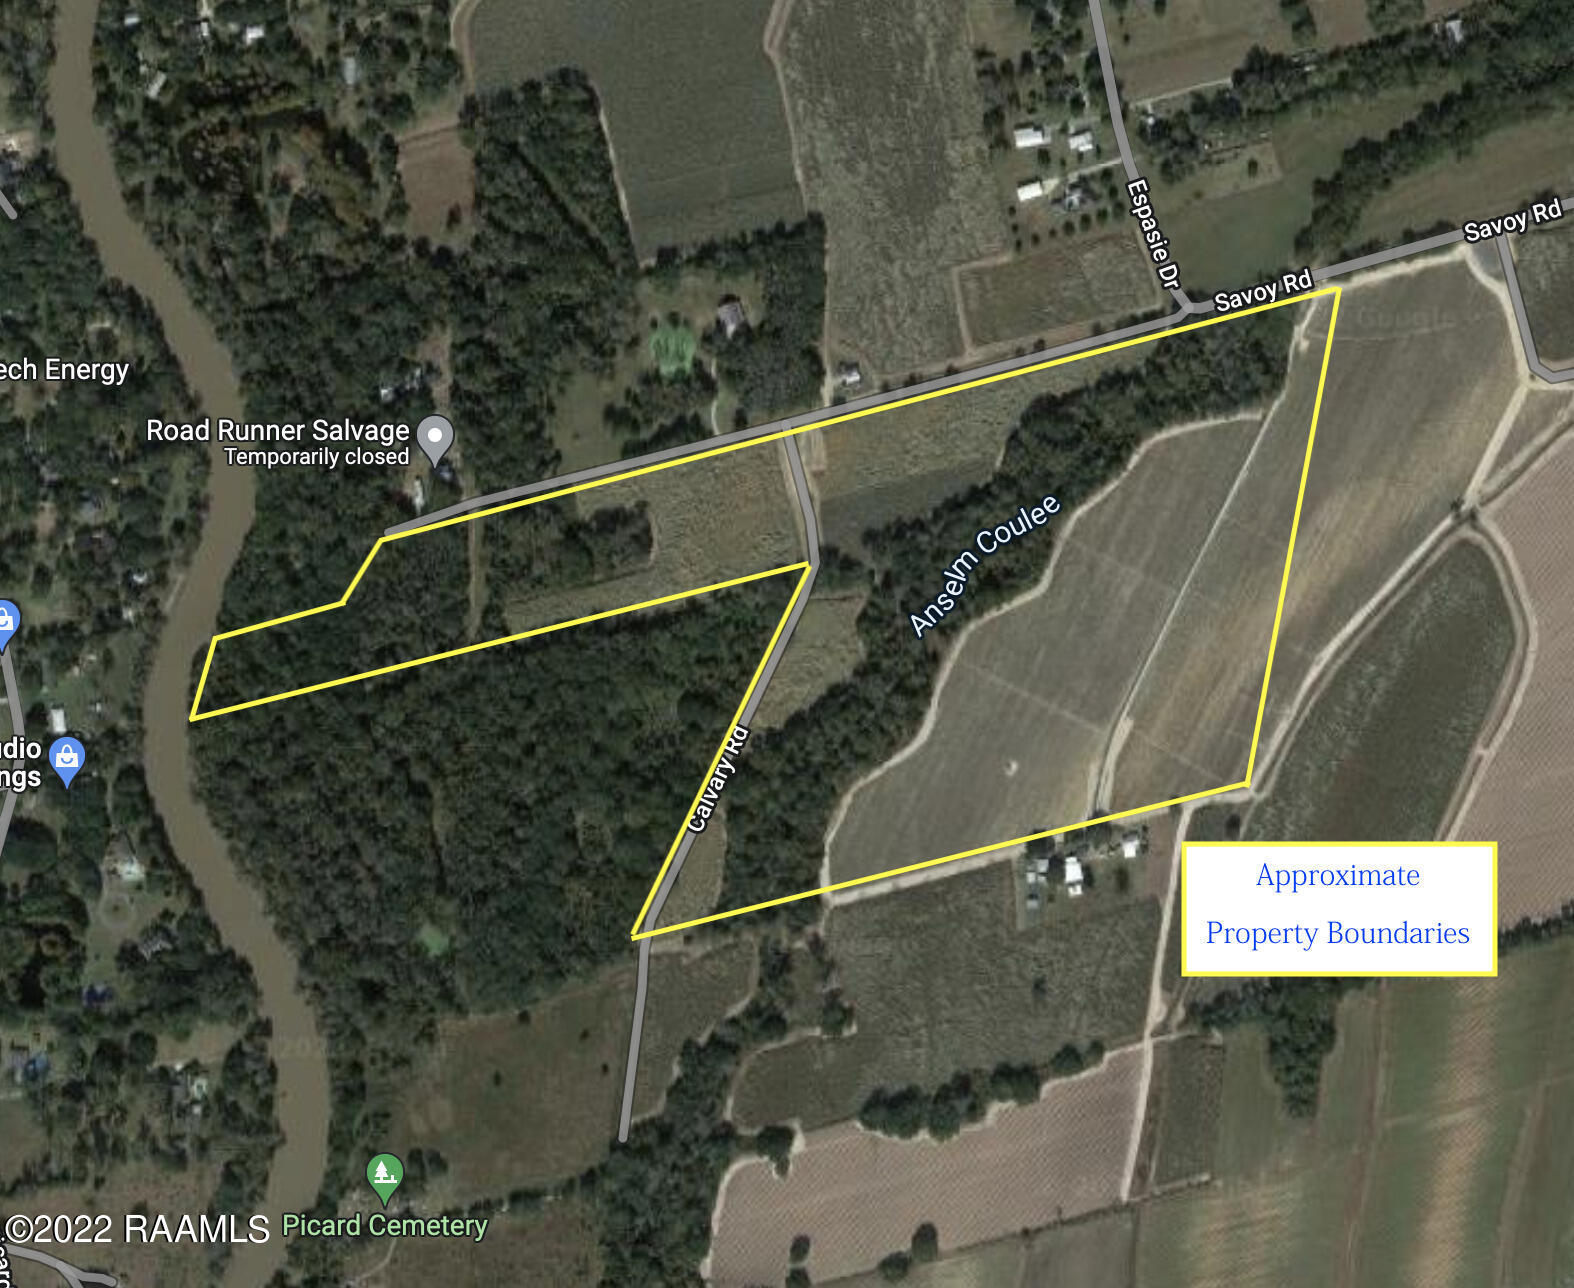 Espasie Dr
Savoy Rd
Savoy Rd
ech Energy
Road Runner Salvage
Temporarily closed
Anselm Coulee
Calvary Rd
dio
ngs
Approximate
Property Boundaries
Picard Cemetery
©2022 RAAMLS